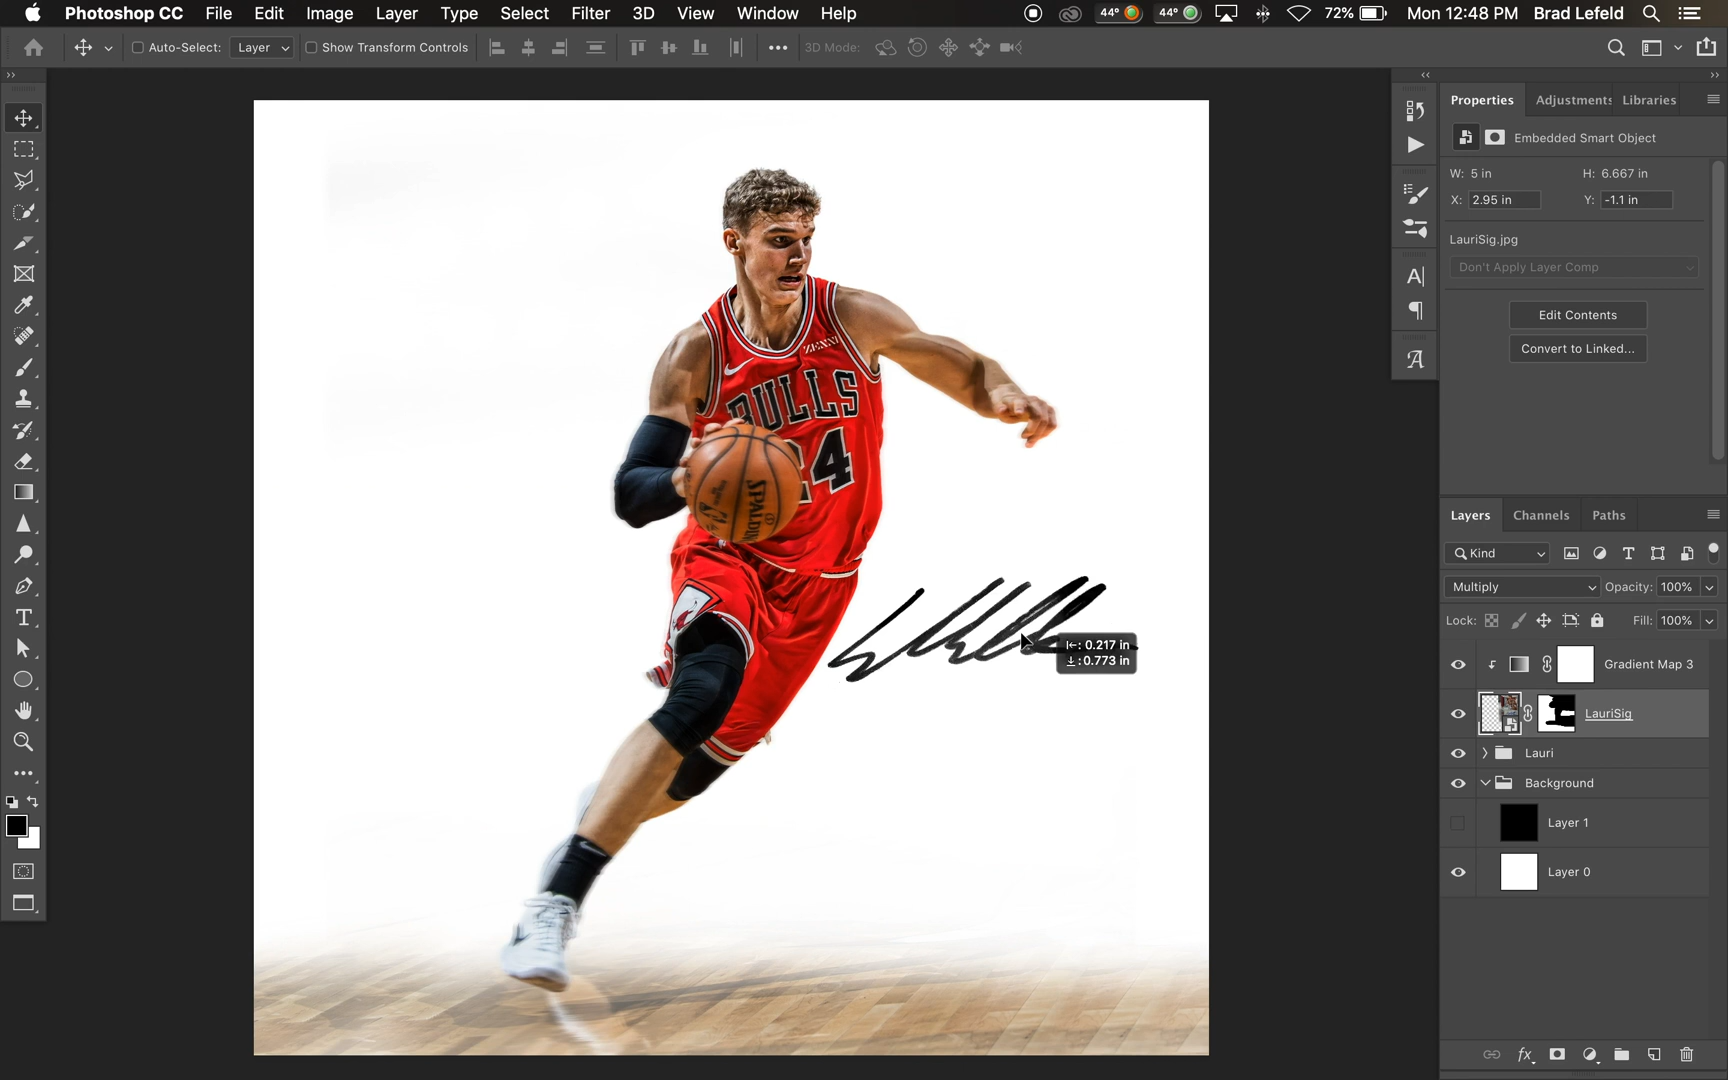 Photoshop CC File Edit Image Layer Type Select Filter 3D View Window Help 44° 44° 72% Mon 12:48 PM Brad Lefeld
Auto-Select: Layer Show Transform Controls 3D Mode:
Properties Adjustments Libraries
Embedded Smart Object
W: 5 in H: 6.667 in
X: 2.95 in Y: -1.1 in
LauriSig.jpg
Don't Apply Layer Comp
Edit Contents
Convert to Linked...
ZENNI
BULLS
24
SPALDING
0.217 in
0.773 in
Layers Channels Paths
Kind
Multiply Opacity: 100%
Lock: Fill: 100%
Gradient Map 3
LauriSig
Lauri
Background
Layer 1
Layer 0